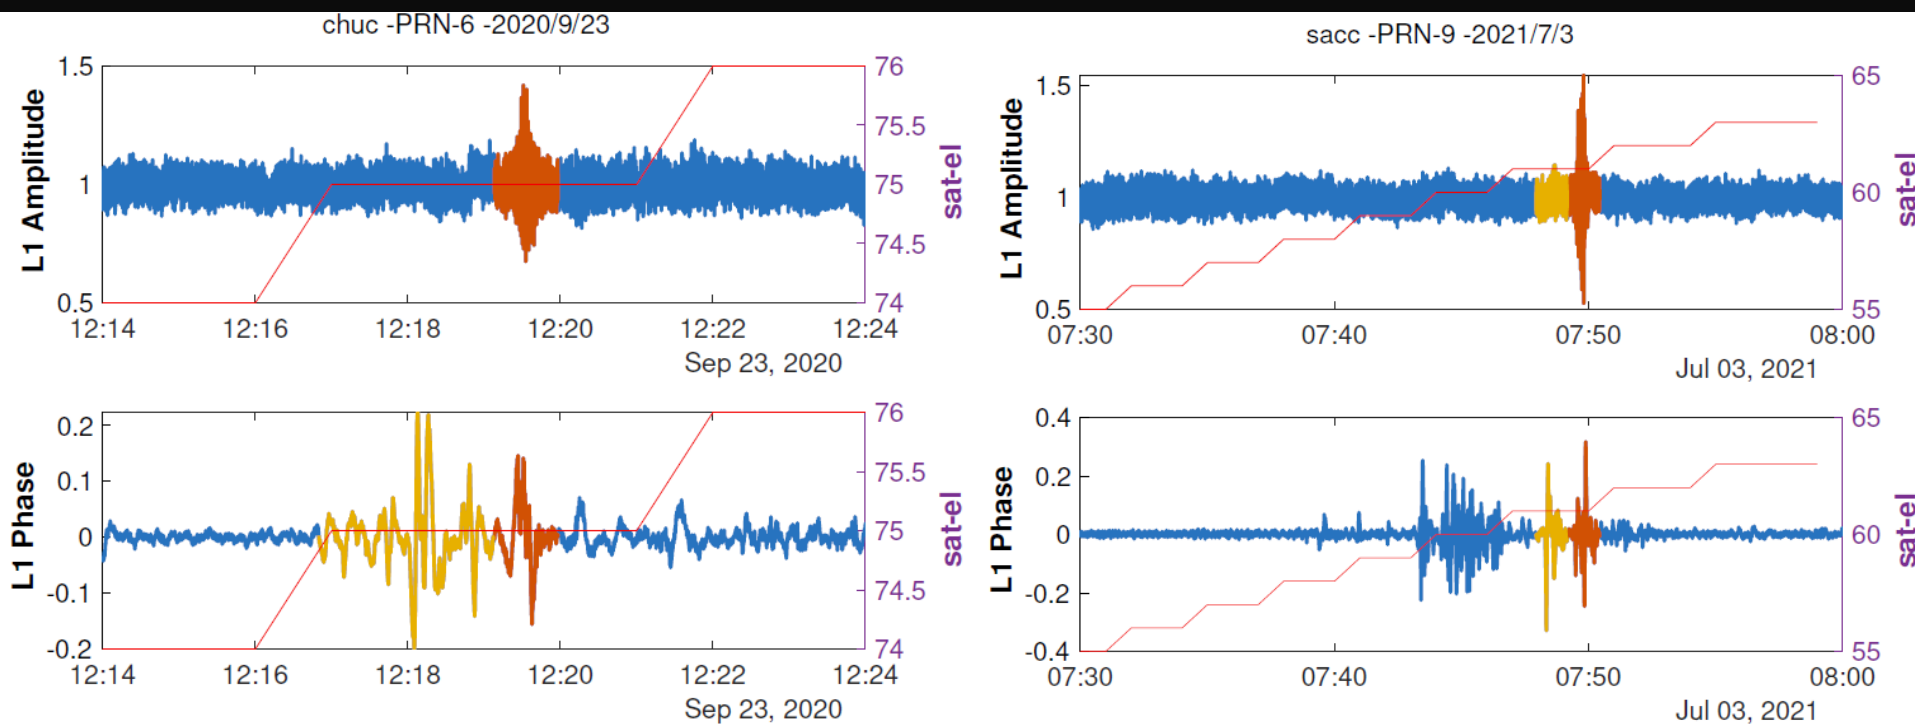 chuc -PRN-6 -2020/9/23
L1 Amplitude
1.5
1
0.5
76
75.5
75
74.5
74
sat-el
12:14 12:16 12:18 12:20 12:22 12:24
Sep 23, 2020
L1 Phase
0.2
0.1
0
-0.1
-0.2
76
75.5
75
74.5
74
sat-el
12:14 12:16 12:18 12:20 12:22 12:24
Sep 23, 2020
sacc -PRN-9 -2021/7/3
L1 Amplitude
1.5
1
0.5
65
60
55
sat-el
07:30 07:40 07:50 08:00
Jul 03, 2021
L1 Phase
0.4
0.2
0
-0.2
-0.4
65
60
55
sat-el
07:30 07:40 07:50 08:00
Jul 03, 2021